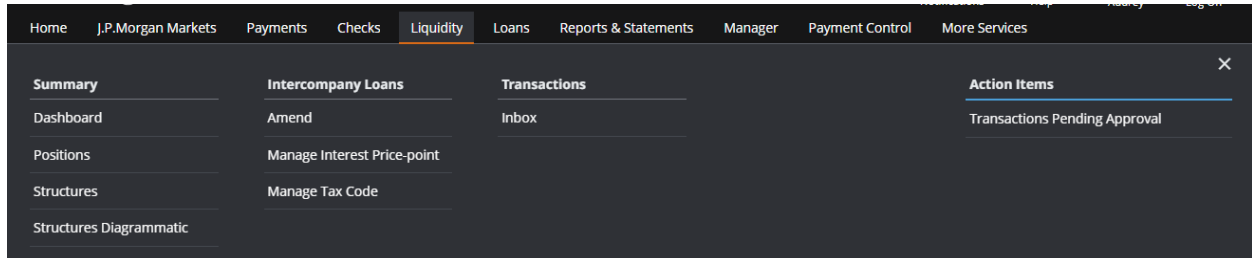 Home J.P.Morgan Markets Payments Checks Liquidity Loans Reports & Statements Manager Payment Control More Services
Summary Intercompany Loans Transactions Action Items
Dashboard Amend Inbox Transactions Pending Approval
Positions Manage Interest Price-point
Structures Manage Tax Code
Structures Diagrammatic